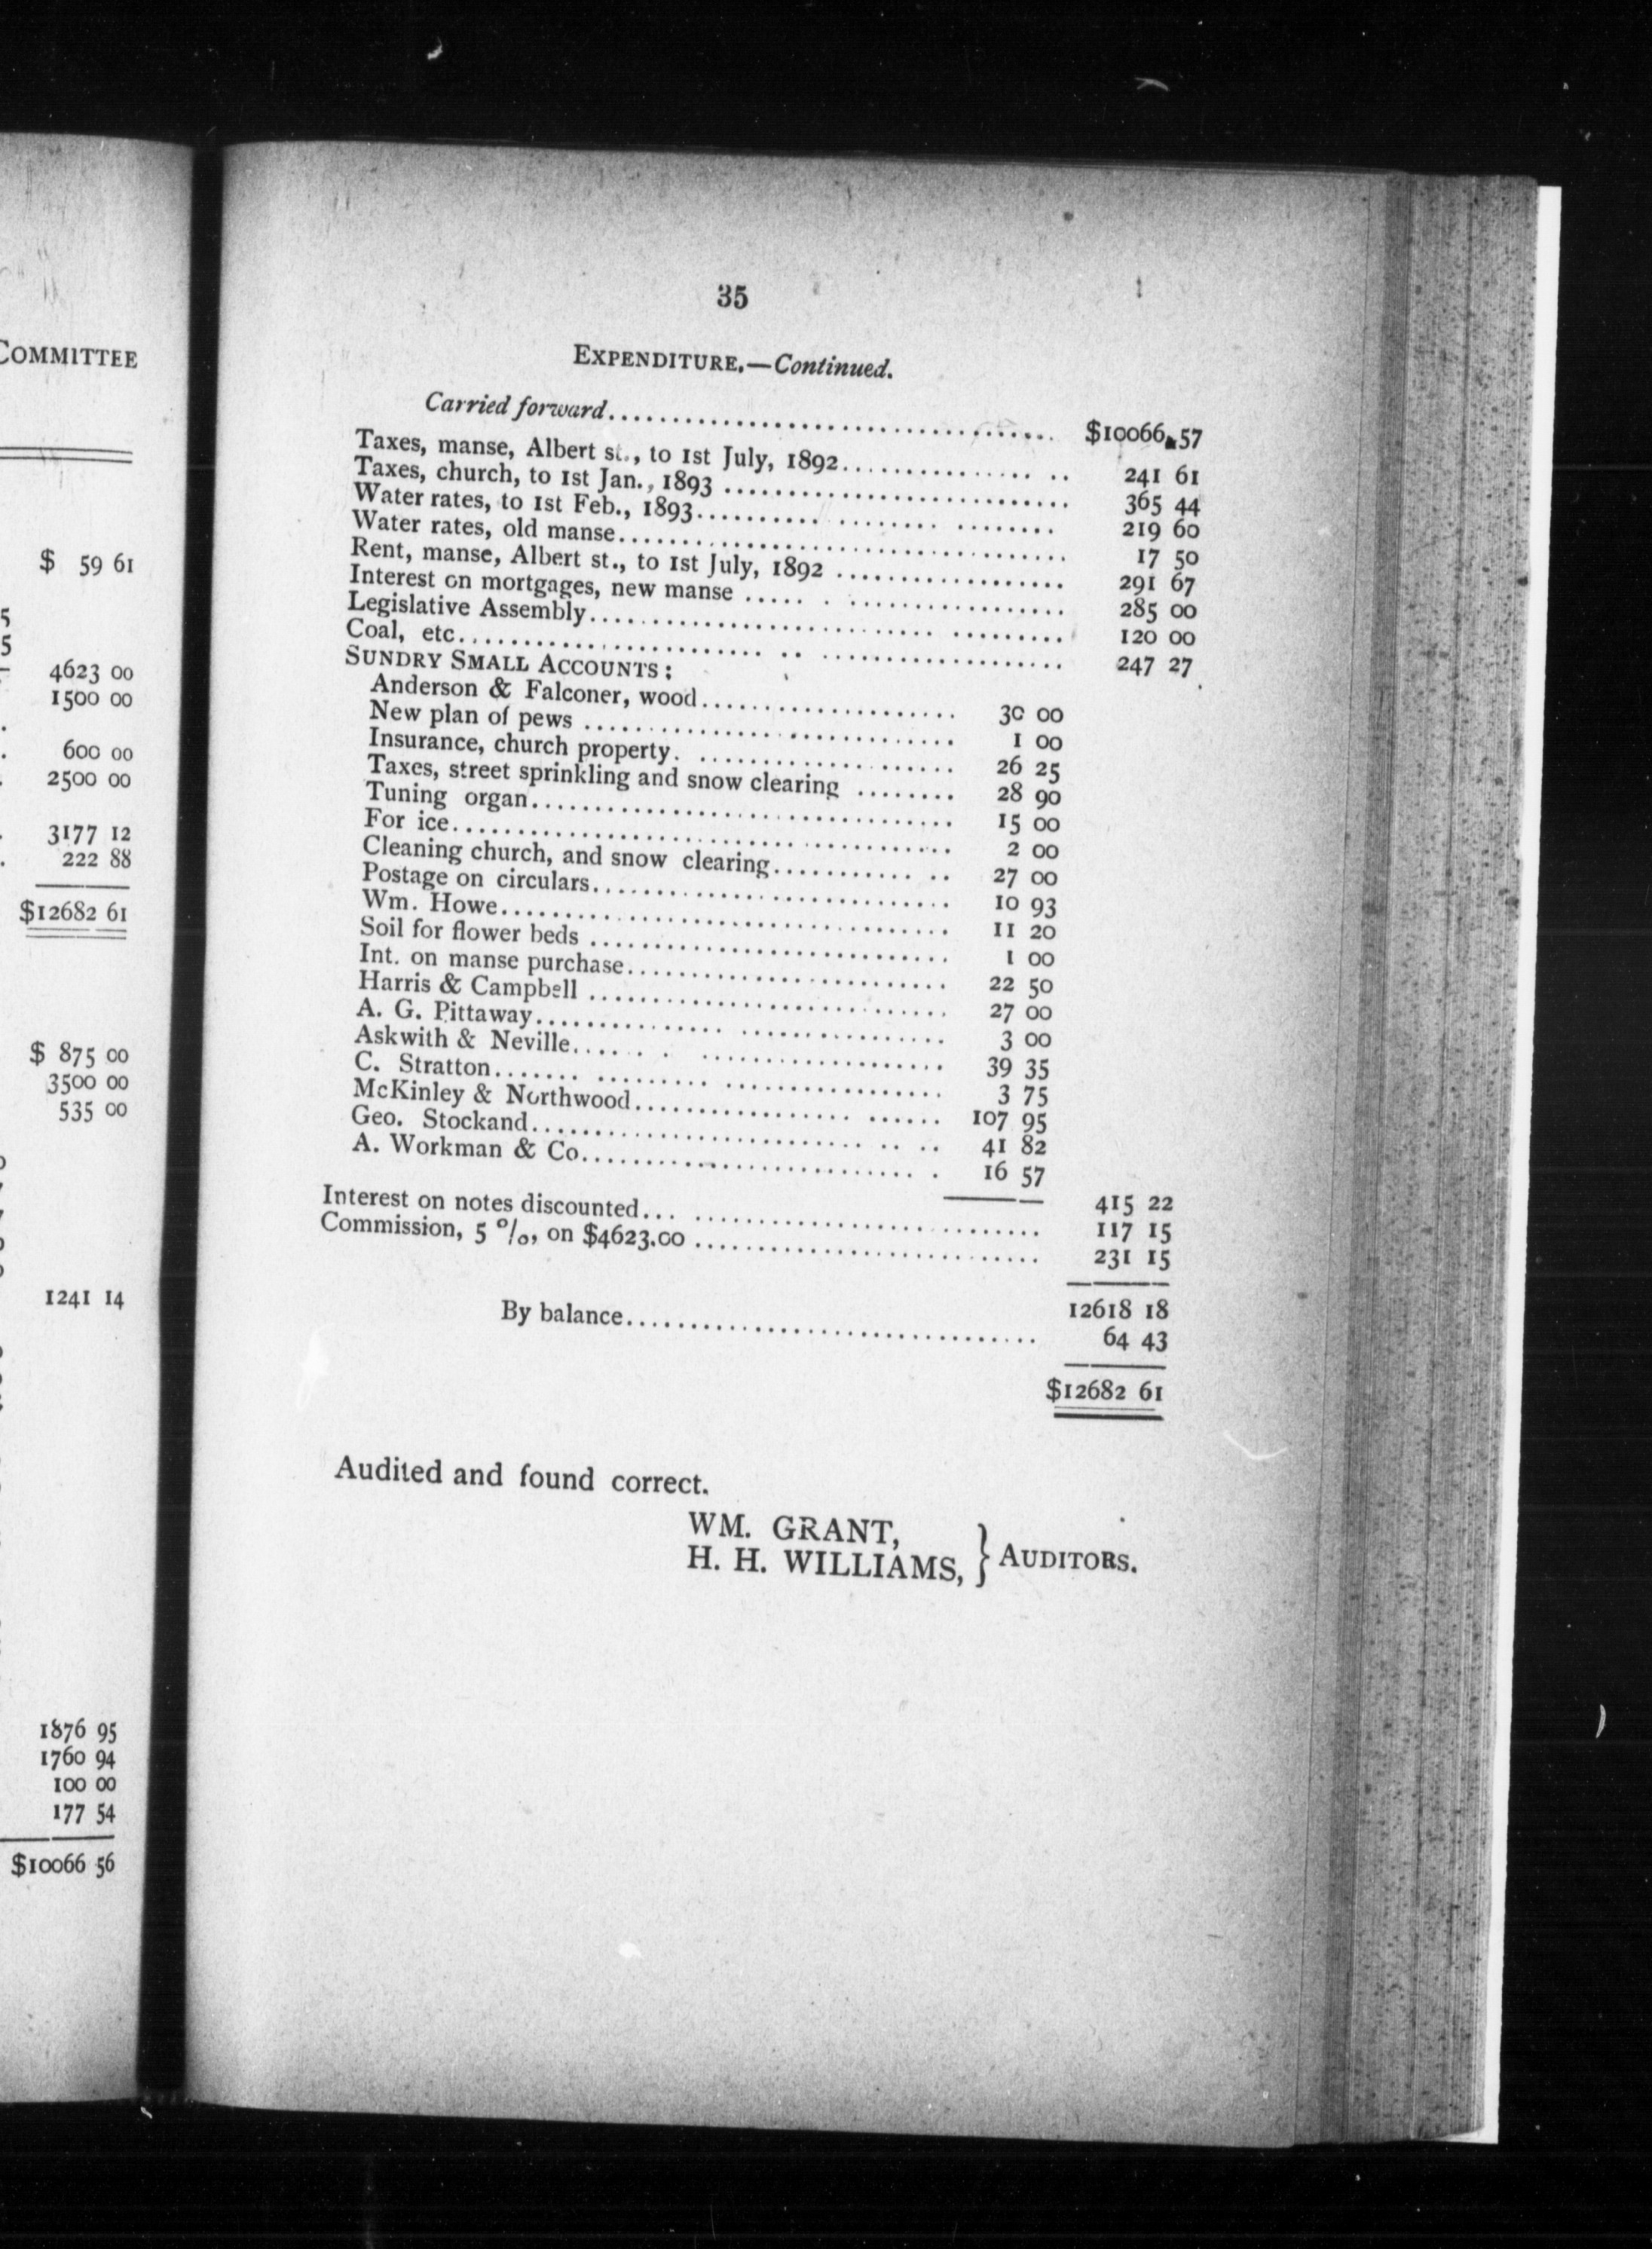 COMMITTEE
$ 59 61
5
5
4623 00
1500 00
600 00
2500 00
3177 12
222 88
$12682 61
$ 875 00
3500 00
535 00
1241 14
1876 95
1760 94
100 00
177 54
$10066 56
35
EXPENDITURE.—Continued.
Carried forward.................................... $10066.57
Taxes, manse, Albert st., to 1st July, 1892.................. 241 61
Taxes, church, to 1st Jan., 1893 ........................... 365 44
Water rates, to 1st Feb., 1893........................... 219 60
Water rates, old manse................................... 17 50
Rent, manse, Albert st., to 1st July, 1892 .................. 291 67
Interest on mortgages, new manse ........................ 285 00
Legislative Assembly..................................... 120 00
Coal, etc................................................ 247 27
SUNDRY SMALL ACCOUNTS:
Anderson & Falconer, wood.................... 30 00
New plan of pews ............................. 1 00
Insurance, church property. .................... 26 25
Taxes, street sprinkling and snow clearing ........ 28 90
Tuning organ................................. 15 00
For ice....................................... 2 00
Cleaning church, and snow clearing............. 27 00
Postage on circulars............................ 10 93
Wm. Howe................................... 11 20
Soil for flower beds ............................ 1 00
Int. on manse purchase......................... 22 50
Harris & Campbell ............................ 27 00
A. G. Pittaway............................... 3 00
Askwith & Neville............................. 39 35
C. Stratton................................... 3 75
McKinley & Northwood........................ 107 95
Geo. Stockand................................ 41 82
A. Workman & Co............................ 16 57
415 22
Interest on notes discounted............................. 117 15
Commission, 5 %, on $4623.00 ........................... 231 15
12618 18
By balance................................ 64 43
$12682 61
Audited and found correct.
WM. GRANT,
H. H. WILLIAMS, } AUDITORS.